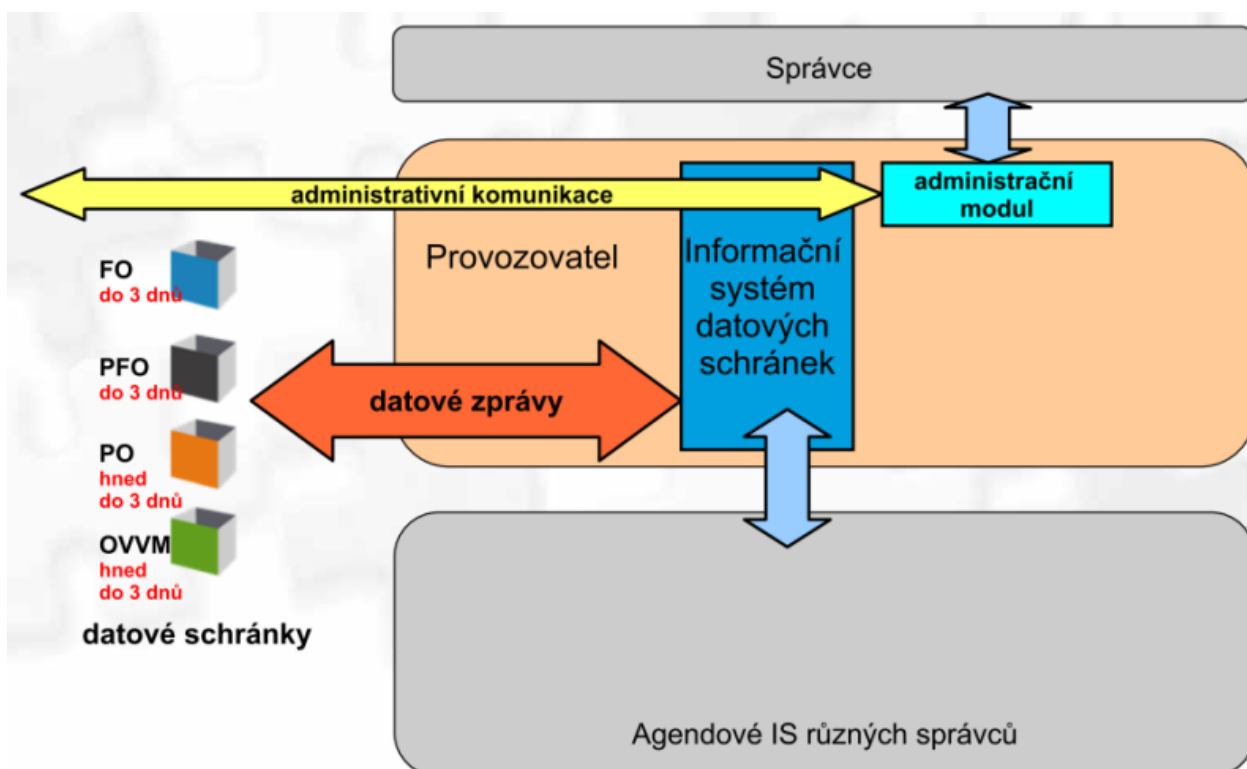 Správce
administrativní komunikace
administrační
modul
Provozovatel
Informační
systém
datových
schránek
FO
do 3 dnů
PFO
do 3 dnů
datové zprávy
PO
hned
do 3 dnů
OVVM
hned
do 3 dnů
datové schránky
Agendové IS různých správců